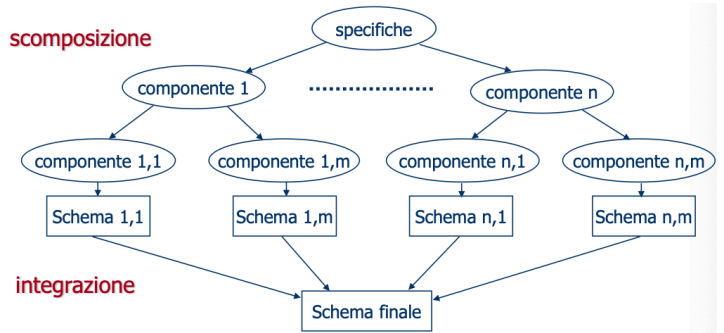 specifiche
scomposizione
componente 1
componente n
componente 1,1
componente 1,m
componente n,1
componente n,m
Schema 1,1
Schema 1,m
Schema n,1
Schema n,m
integrazione
Schema finale